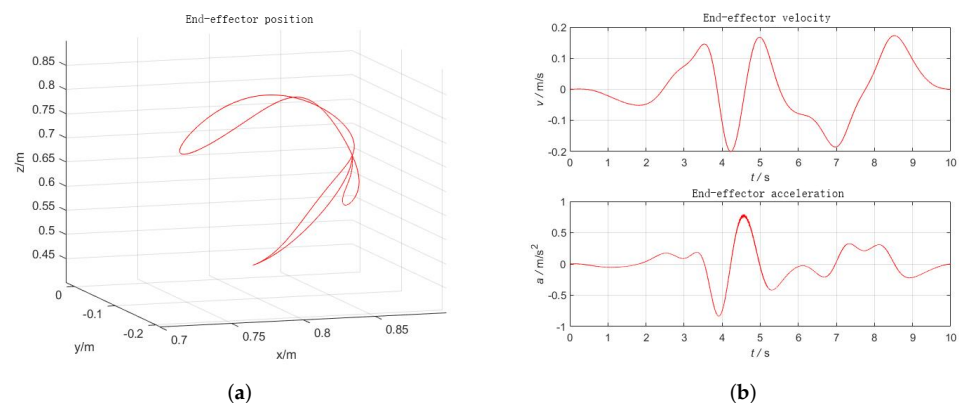 End-effector position
0.85
0.8
0.75
0.7
0.65
0.6
0.55
0.5
0.45
z/m
0
-0.1
-0.2
y/m
0.7
0.75
0.8
0.85
x/m
(a)
End-effector velocity
0.2
0.1
0
-0.1
-0.2
v / m/s
0 1 2 3 4 5 6 7 8 9 10
t / s
End-effector acceleration
1
0.5
0
-0.5
-1
a / m/s²
0 1 2 3 4 5 6 7 8 9 10
t / s
(b)